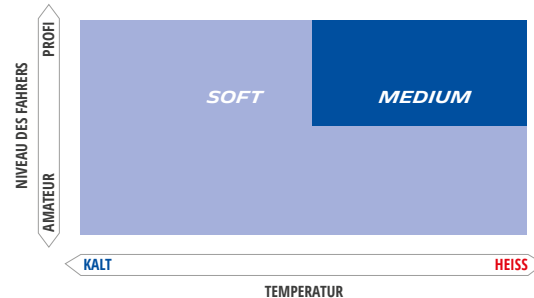 NIVEAU DES FAHRERS
PROFI
AMATEUR
SOFT
MEDIUM
KALT
HEISS
TEMPERATUR